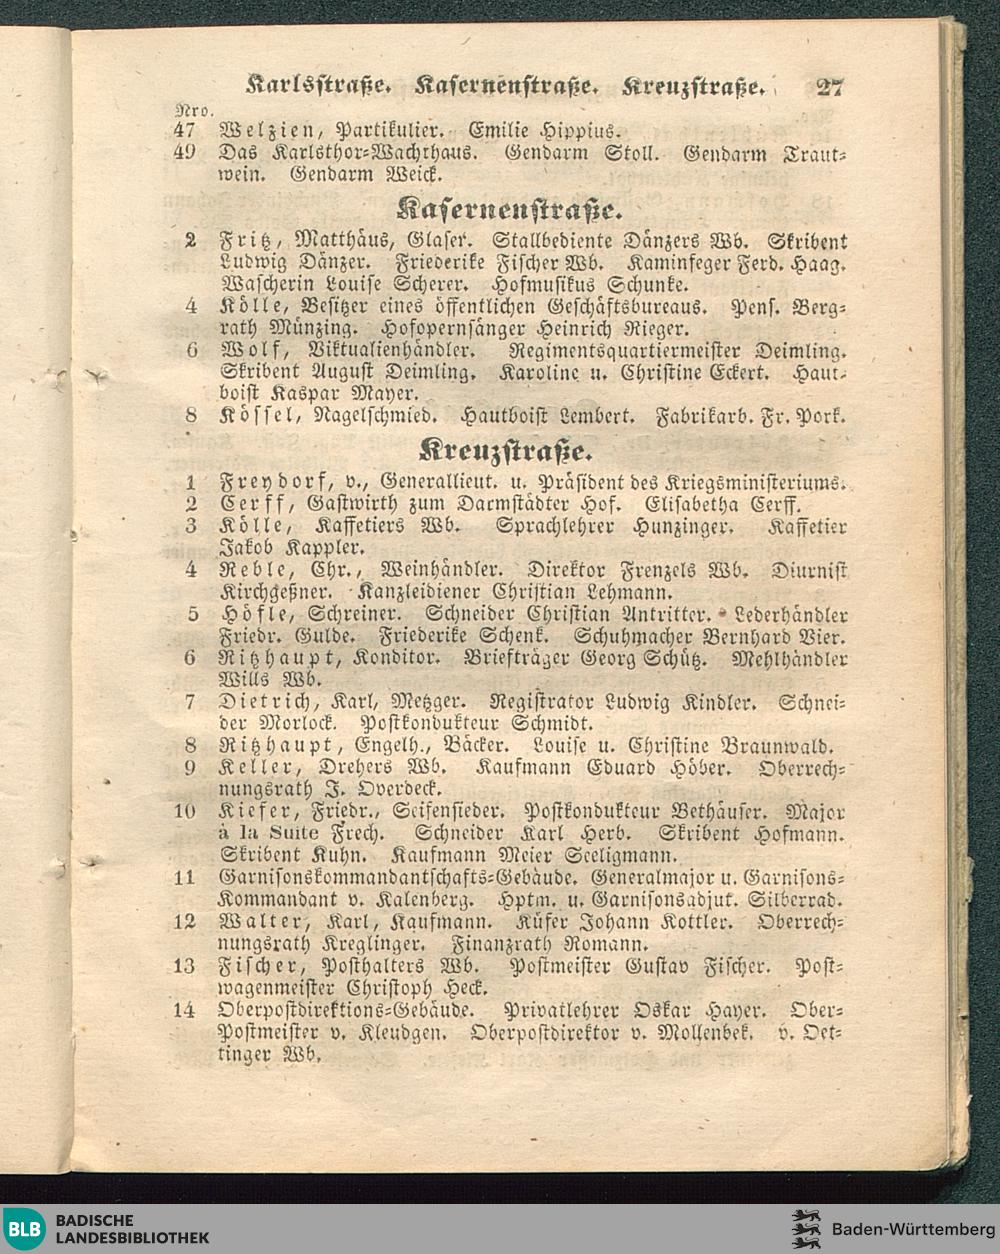 Karlsstraße. Kasernenstraße. Kreuzstraße. 27
Nro.
47 Welzien, Partikulier. Emilie Hippius.
49 Das Karlsthor-Wachthaus. Gendarm Stoll. Gendarm Traut-
wein. Gendarm Weick.
Kasernenstraße.
2 Fritz, Matthäus, Glaser. Stallbediente Dänzers Wb. Skribent
Ludwig Dänzer. Friederike Fischer Wb. Kaminfeger Ferd. Haag.
Wascherin Louise Scherer. Hofmusikus Schunke.
4 Kölle, Besitzer eines öffentlichen Geschäftsbureaus. Pens. Berg-
rath Münzing. Hofopernsänger Heinrich Rieger.
6 Wolf, Viktualienhändler. Regimentsquartiermeister Deimling.
Skribent August Deimling. Karoline u. Christine Eckert. Haut-
boist Kaspar Mayer.
8 Kössel, Nagelschmied. Hautboist Lembert. Fabrikarb. Fr. Pork.
Kreuzstraße.
1 Freydorf, v., Generallieut. u. Präsident des Kriegsministeriums.
2 Cerff, Gastwirth zum Darmstädter Hof. Elisabetha Cerff.
3 Kölle, Kaffetiers Wb. Sprachlehrer Hunzinger. Kaffetier
Jakob Kappler.
4 Reble, Chr., Weinhändler. Direktor Frenzels Wb. Diurnist
Kirchgeßner. Kanzleidiener Christian Lehmann.
5 Höfle, Schreiner. Schneider Christian Antritter. Lederhändler
Friedr. Gulde. Friederike Schenk. Schuhmacher Bernhard Vier.
6 Ritzhaupt, Konditor. Briefträger Georg Schütz. Mehlhändler
Wills Wb.
7 Dietrich, Karl, Metzger. Registrator Ludwig Kindler. Schnei-
der Morlock. Postkondukteur Schmidt.
8 Ritzhaupt, Engelh., Bäcker. Louise u. Christine Braunwald.
9 Keller, Drehers Wb. Kaufmann Eduard Höber. Oberrech-
nungsrath J. Overdeck.
10 Kiefer, Friedr., Seifensieder. Postkondukteur Bethäuser. Major
à la Suite Frech. Schneider Karl Herb. Skribent Hofmann.
Skribent Kuhn. Kaufmann Meier Seeligmann.
11 Garnisonskommandantschafts-Gebäude. Generalmajor u. Garnisons-
Kommandant v. Kalenberg. Hptm. u. Garnisonsadjut. Silberrad.
12 Walter, Karl, Kaufmann. Küfer Johann Kottler. Oberrech-
nungsrath Kreglinger. Finanzrath Romann.
13 Fischer, Posthalters Wb. Postmeister Gustav Fischer. Post-
wagenmeister Christoph Heck.
14 Oberpostdirektions-Gebäude. Privatlehrer Oskar Hayer. Ober-
Postmeister v. Kleudgen. Oberpostdirektor v. Mollenbek. v. Oet-
tinger Wb.
BLB BADISCHE
LANDESBIBLIOTHEK
Baden-Württemberg